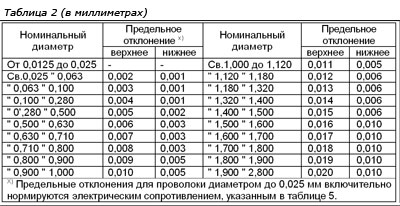 Таблица 2 (в миллиметрах)
Номинальный диаметр | Предельное отклонение x) | Номинальный диаметр | Предельное отклонение
верхнее | нижнее | верхнее | нижнее
От 0,0125 до 0,025 | - | - | Св.1,000 до 1,120 | 0,011 | 0,005
Св.0,025 " 0,063 | 0,002 | 0,001 | " 1,120 " 1,180 | 0,012 | 0,006
" 0,063 " 0,100 | 0,003 | 0,001 | " 1,180 " 1,320 | 0,013 | 0,006
" 0,100 " 0,280 | 0,004 | 0,001 | " 1,320 " 1,400 | 0,014 | 0,006
" 0',280 " 0,500 | 0,005 | 0,002 | " 1,400 " 1,500 | 0,015 | 0,006
" 0,500 " 0,630 | 0,006 | 0,003 | " 1,500 " 1,600 | 0,016 | 0,010
" 0,630 " 0,710 | 0,007 | 0,003 | " 1,600 " 1,700 | 0,017 | 0,010
" 0,710 " 0,800 | 0,008 | 0,003 | " 1,700 " 1,800 | 0,018 | 0,010
" 0,800 " 0,900 | 0,009 | 0,005 | " 1,800 " 1,900 | 0,019 | 0,010
" 0,900 " 1,000 | 0,010 | 0,005 | " 1,900 " 2,800 | 0,020 | 0,010
x) Предельные отклонения для проволоки диаметром до 0,025 мм включительно
нормируются электрическим сопротивлением, указанным в таблице 5.